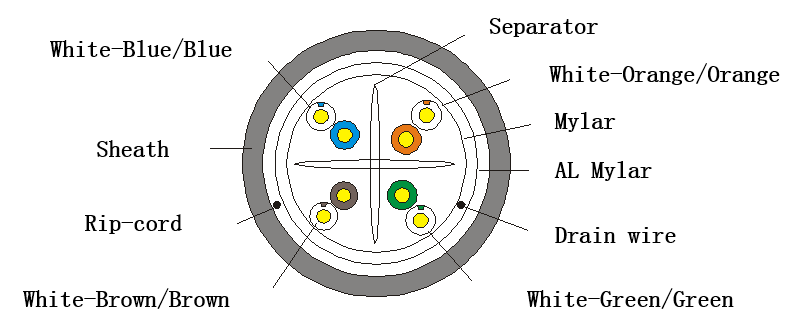 Separator
White-Blue/Blue
White-Orange/Orange
Mylar
Sheath
AL Mylar
Rip-cord
Drain wire
White-Brown/Brown
White-Green/Green